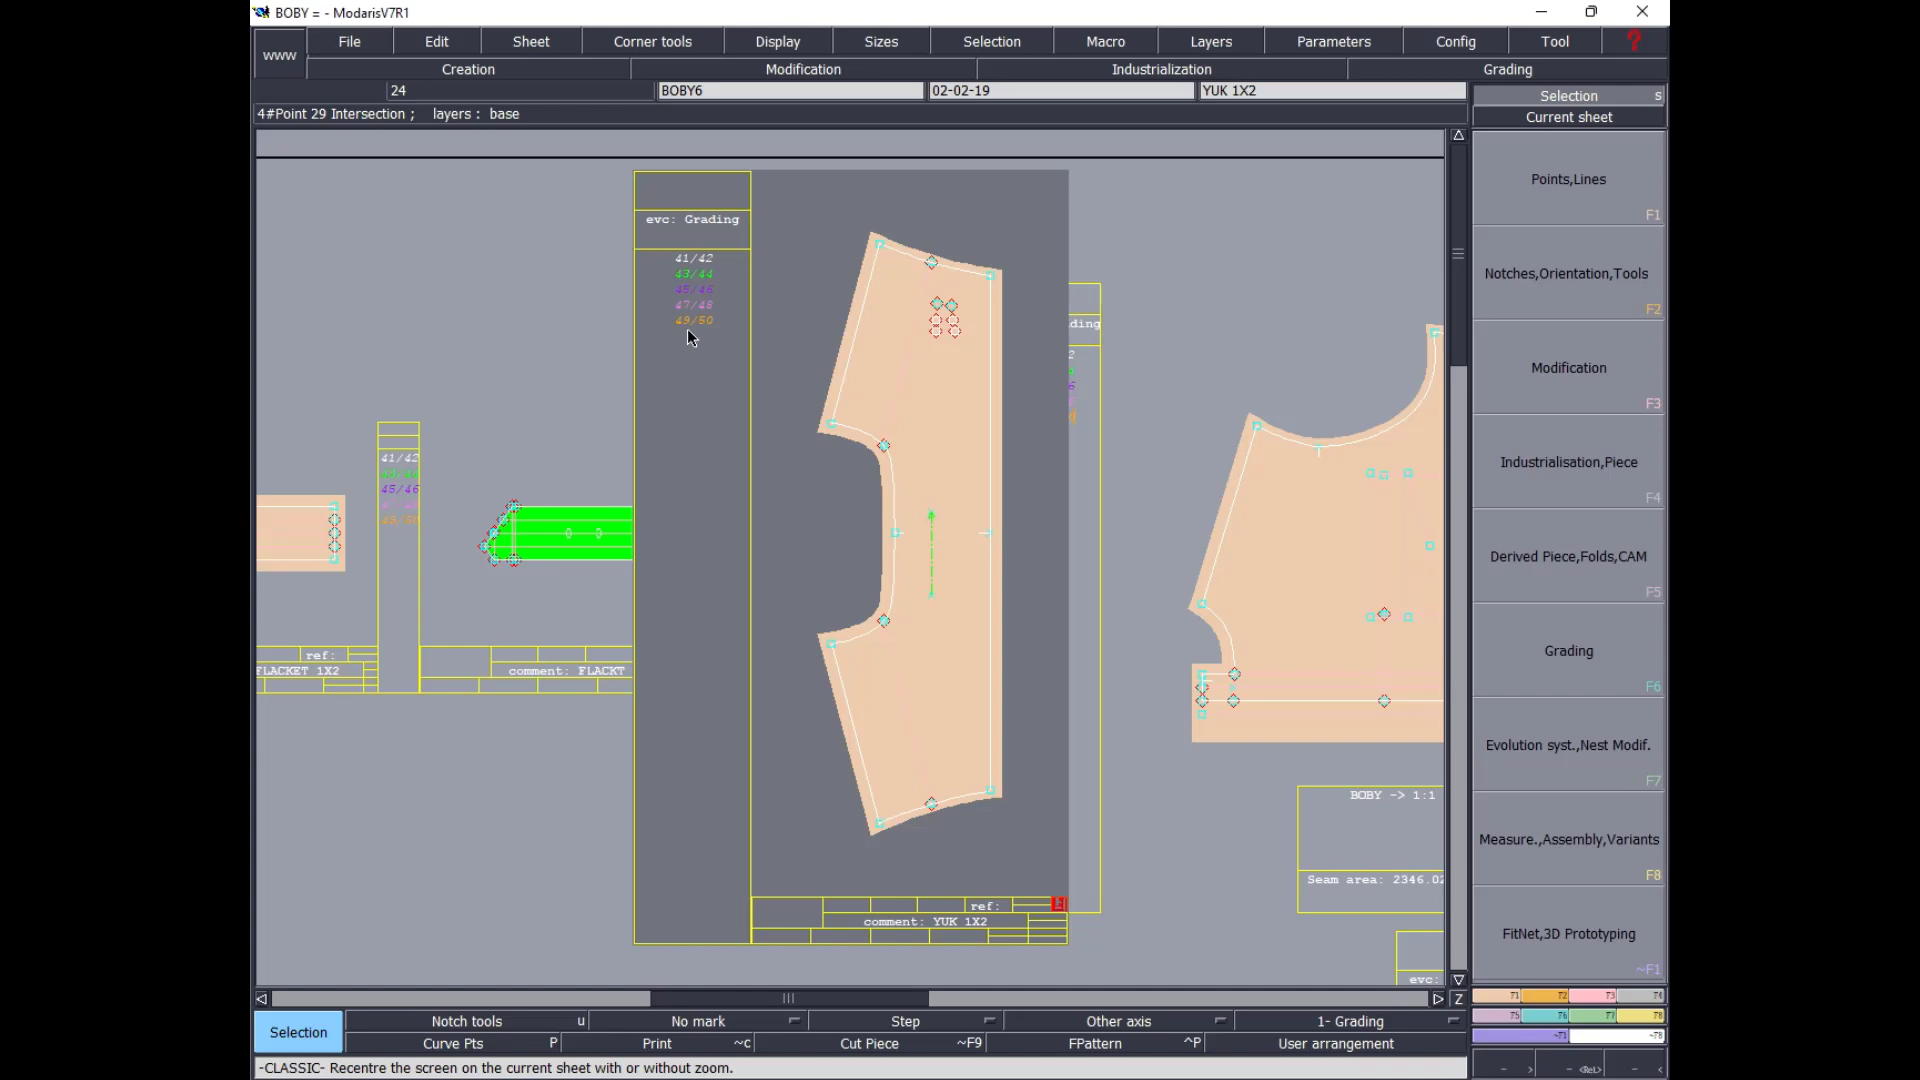 BOBY = - ModarisV7R1
www
File Edit Sheet Corner tools Display Sizes Selection Macro Layers Parameters Config Tool ?
Creation Modification Industrialization Grading
24 BOBY6 02-02-19 YUK 1X2
4#Point 29 Intersection ; layers : base
Selection s
Current sheet
Points,Lines
F1
Notches,Orientation,Tools
F2
Modification
F3
Industrialisation,Piece
F4
Derived Piece,Folds,CAM
F5
Grading
F6
Evolution syst.,Nest Modif.
F7
Measure.,Assembly,Variants
F8
FitNet,3D Prototyping
~F1
evc: Grading
41/42
43/44
45/46
47/48
49/50
ding
2
6
41/42
45/46
ref:
FLACKET 1X2
comment: FLACKT
ref:
comment: YUK 1X2
BOBY -> 1:1
Seam area: 2346.02
evc:
Z
Selection
Notch tools u No mark Step Other axis 1- Grading
Curve Pts P Print ~c Cut Piece ~F9 FPattern ^P User arrangement
-CLASSIC- Recentre the screen on the current sheet with or without zoom.